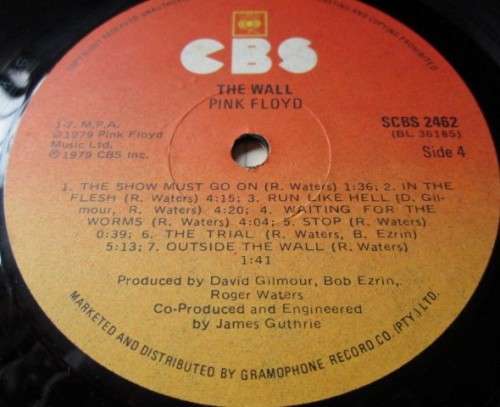 CBS
THE WALL
PINK FLOYD
1-7. M.P.A.
℗1979 Pink Floyd
Music Ltd.
©1979 CBS Inc.
SCBS 2462
(BL. 36185)
Side 4
1. THE SHOW MUST GO ON (R. Waters) 1:36; 2. IN THE
FLESH (R. Waters) 4:15; 3. RUN LIKE HELL (D. Gil-
mour, R. Waters) 4:20; 4. WAITING FOR THE
WORMS (R. Waters) 4:04; 5. STOP (R. Waters)
0:39; 6. THE TRIAL (R. Waters, B. Ezrin)
5:13; 7. OUTSIDE THE WALL (R. Waters)
1:41
Produced by David Gilmour, Bob Ezrin,
Roger Waters
Co-Produced and Engineered
by James Guthrie
MARKETED AND DISTRIBUTED BY GRAMOPHONE RECORD CO. (PTY.) LTD.